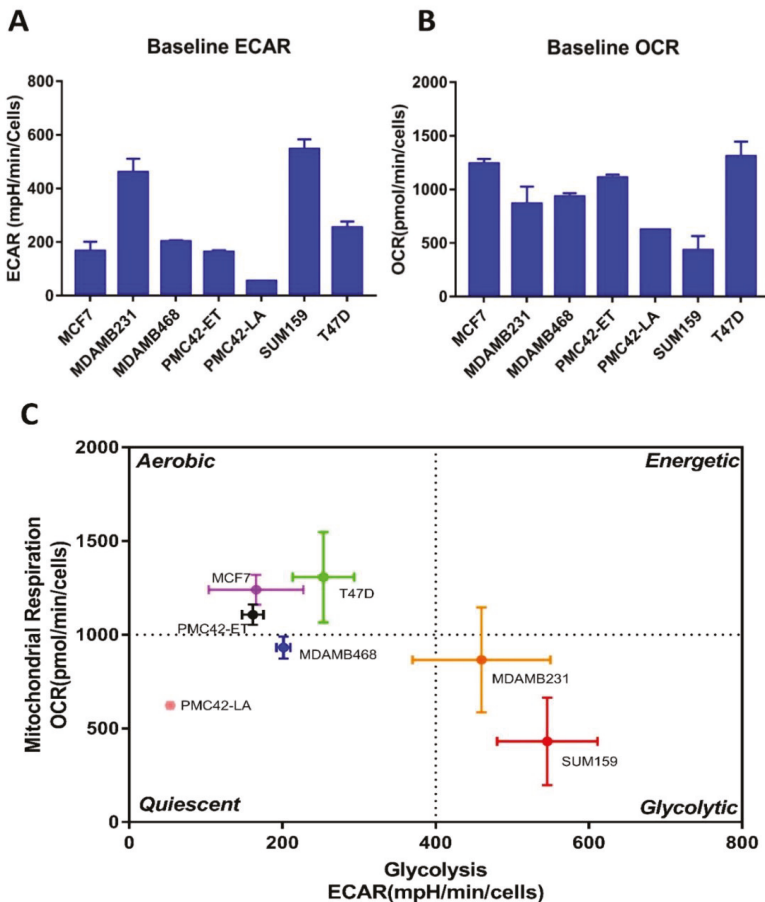 A
Baseline ECAR
ECAR (mpH/min/Cells)
800
600
400
200
0
MCF7
MDAMB231
MDAMB468
PMC42-ET
PMC42-LA
SUM159
T47D
B
Baseline OCR
OCR(pmol/min/cells)
2000
1500
1000
500
0
MCF7
MDAMB231
MDAMB468
PMC42-ET
PMC42-LA
SUM159
T47D
C
Mitochondrial Respiration
OCR(pmol/min/cells)
2000
1500
1000
500
0
Aerobic
Energetic
MCF7
T47D
PMC42-ET
MDAMB468
MDAMB231
PMC42-LA
SUM159
Quiescent
Glycolytic
0
200
400
600
800
Glycolysis
ECAR(mpH/min/cells)